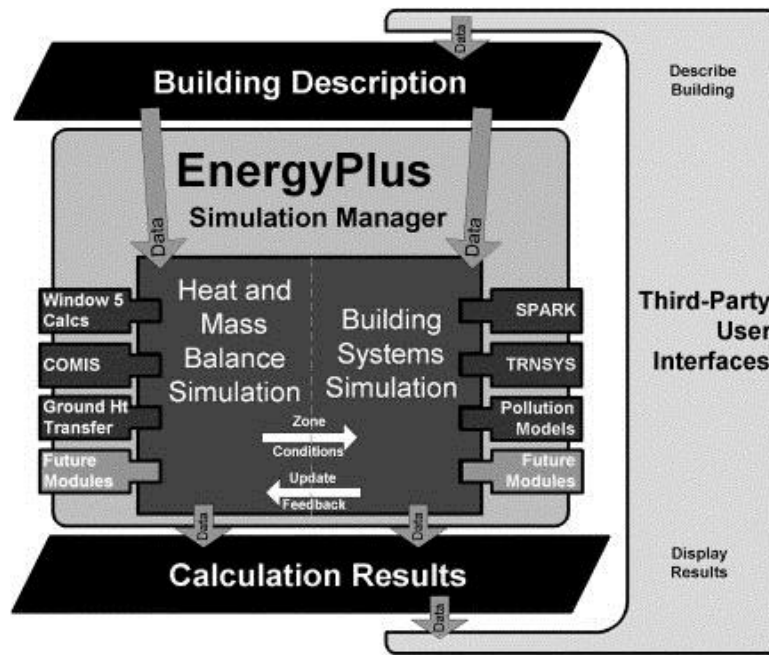 Data
Building Description
Describe
Building
EnergyPlus
Simulation Manager
Data
Data
Window 5
Calcs
COMIS
Ground Ht
Transfer
Future
Modules
Heat and
Mass
Balance
Simulation
Building
Systems
Simulation
Zone
Conditions
Update
Feedback
SPARK
TRNSYS
Pollution
Models
Future
Modules
Third-Party
User
Interfaces
Data
Data
Calculation Results
Display
Results
Data